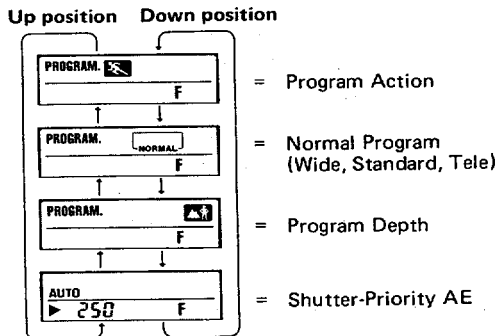 Up position Down position
PROGRAM.
F
= Program Action
PROGRAM. NORMAL
F
= Normal Program
(Wide, Standard, Tele)
PROGRAM.
F
= Program Depth
AUTO
250 F
= Shutter-Priority AE